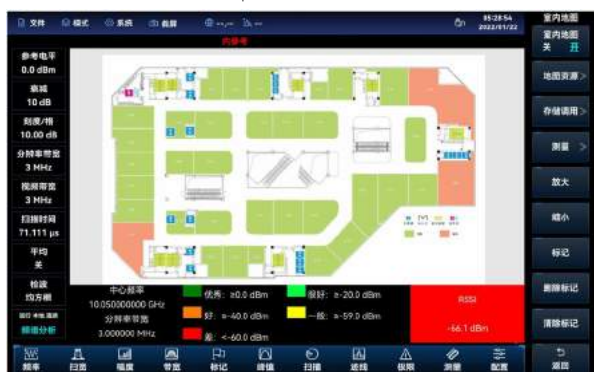 文件 模式 系统 截屏 --,-- -- 05:28:54
2022/01/22
内参考
参考电平
0.0 dBm
衰减
10 dB
刻度/格
10.00 dB
分辨率带宽
3 MHz
视频带宽
3 MHz
扫描时间
71.111 μs
平均
关
检波
均方根
频谱分析
中心频率
10.050000000 GHz
分辨率带宽
3.000000 MHz
优秀: ≥0.0 dBm
很好: ≥-20.0 dBm
好: ≥-40.0 dBm
一般: ≥-59.0 dBm
差: <-60.0 dBm
RSSI
-66.1 dBm
室内地图
室内地图
关 开
地图资源>
存储调用>
测量 >
放大
缩小
标记
删除标记
清除标记
返回
频率 扫宽 幅度 带宽 标记 峰值 扫描 迹线 极限 测量 配置